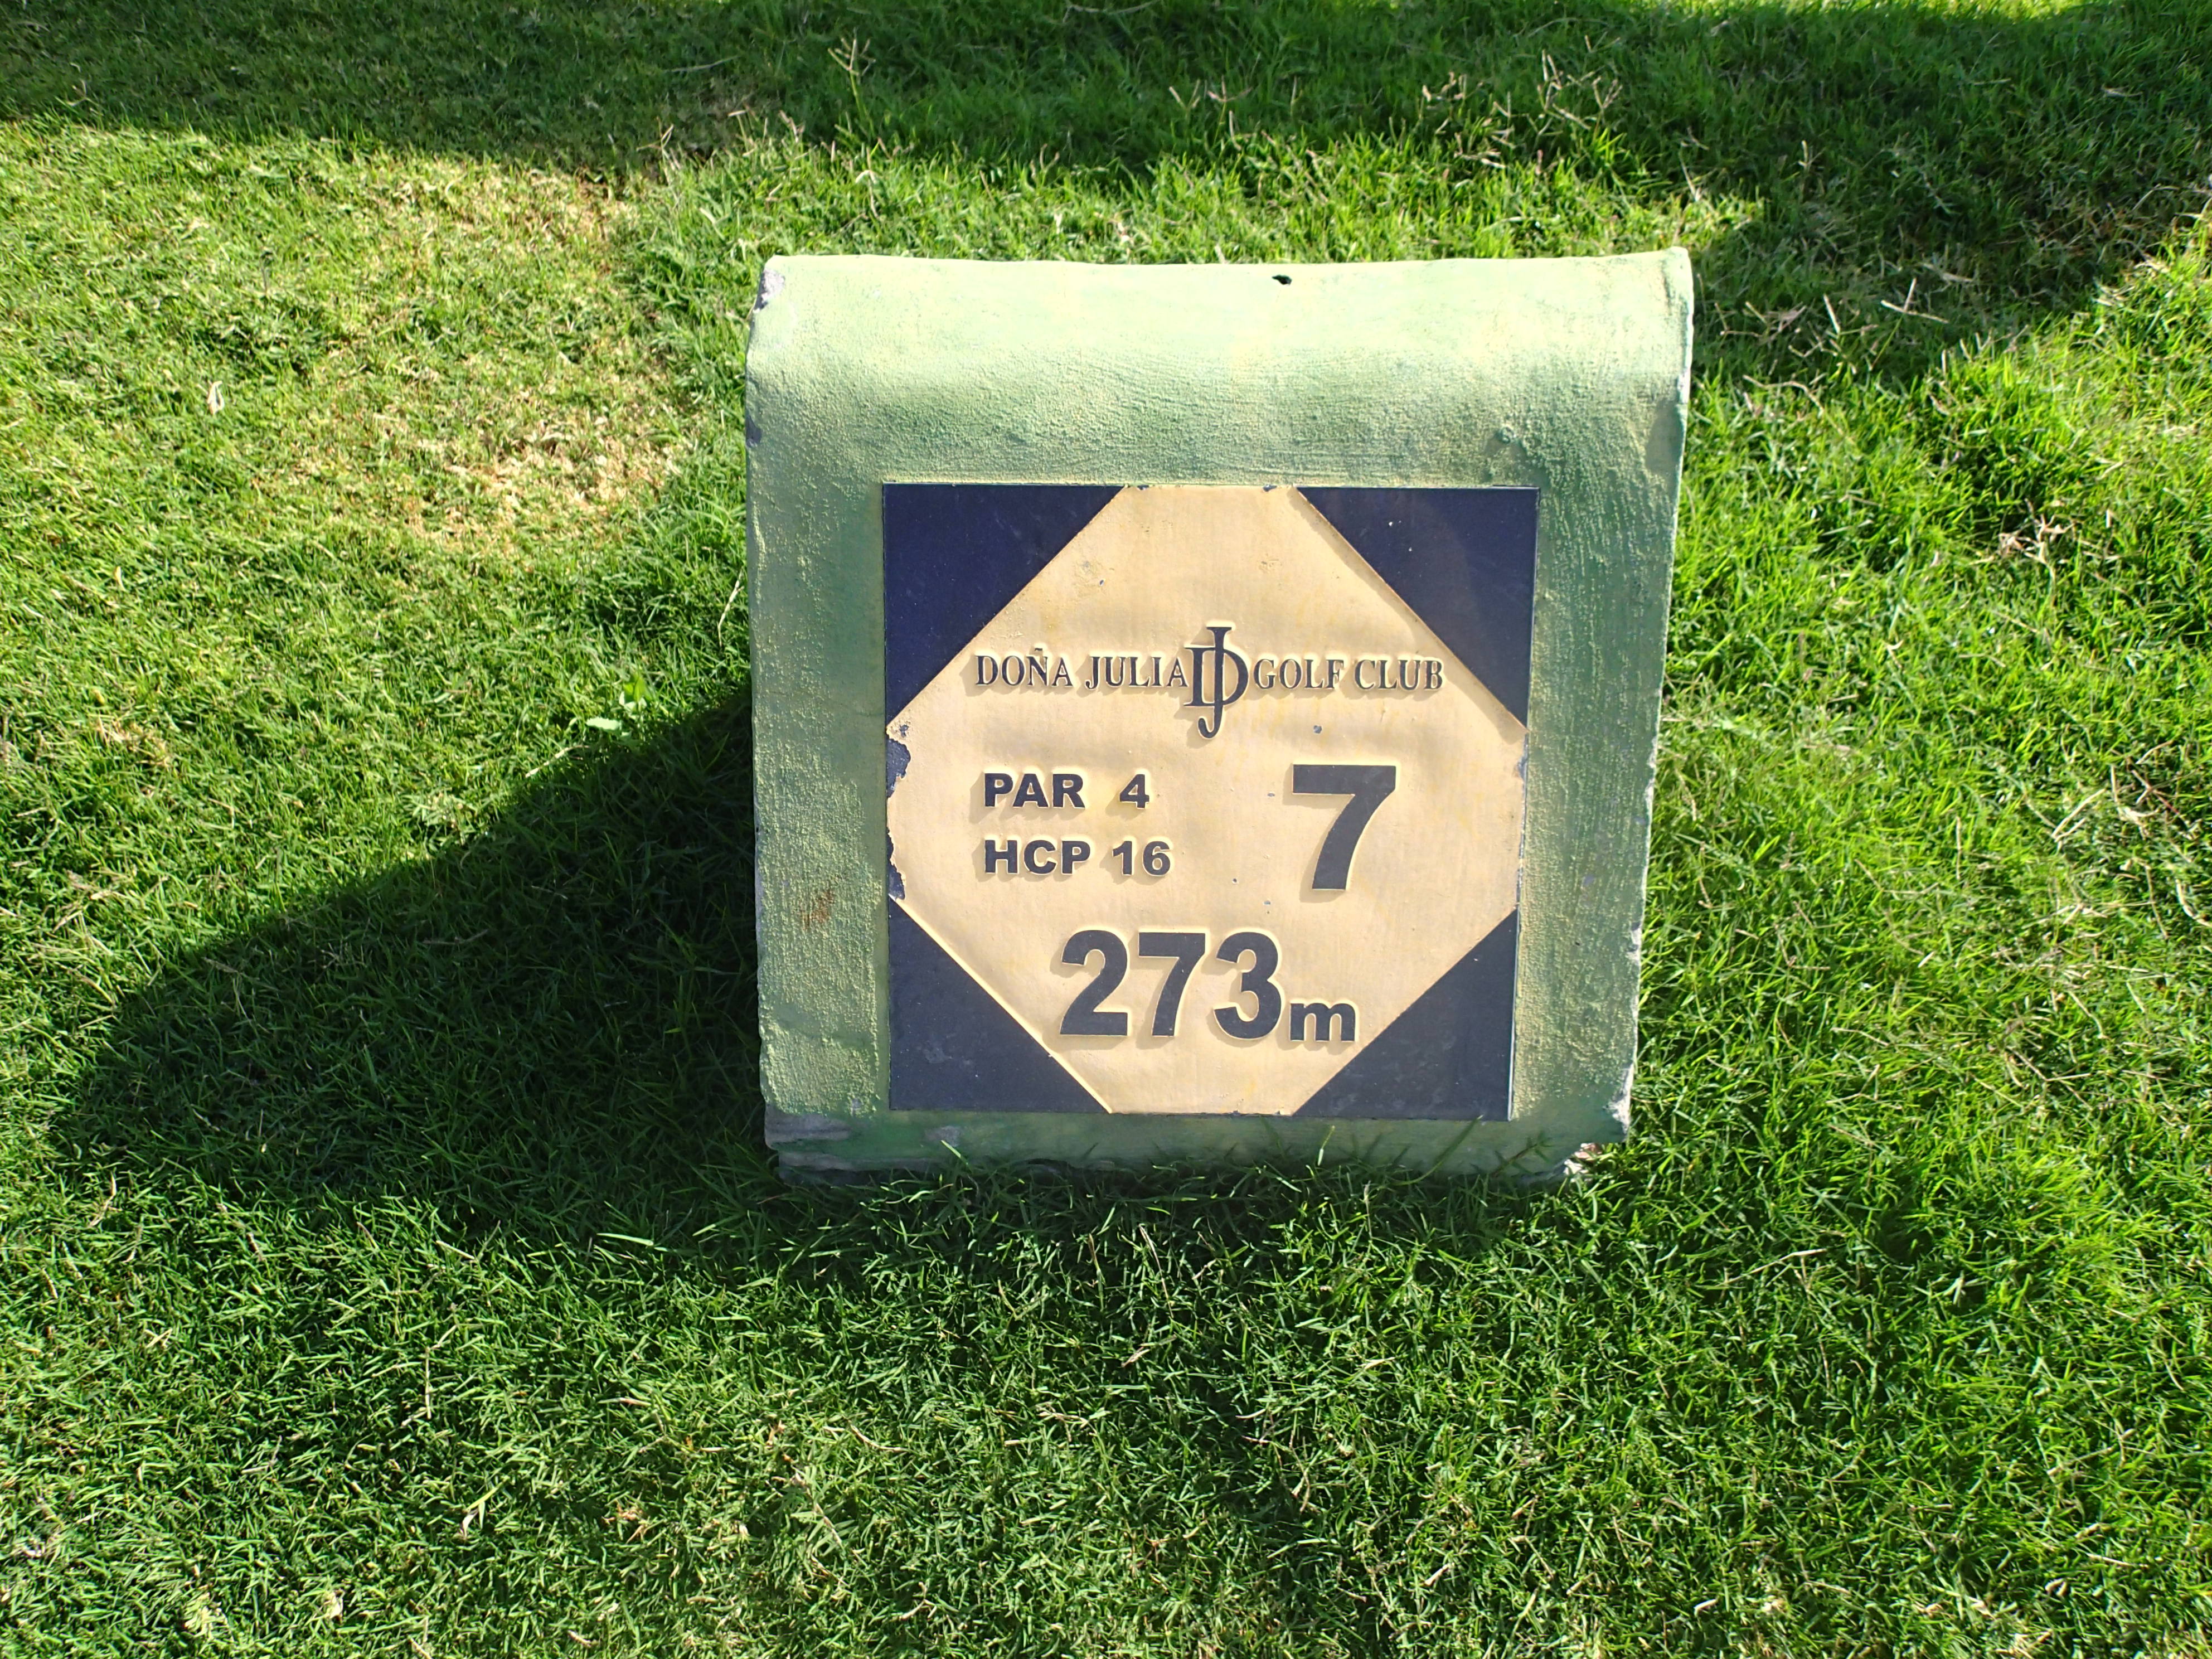 DOÑA JULIA DJ GOLF CLUB
PAR 4
HCP 16
7
273m